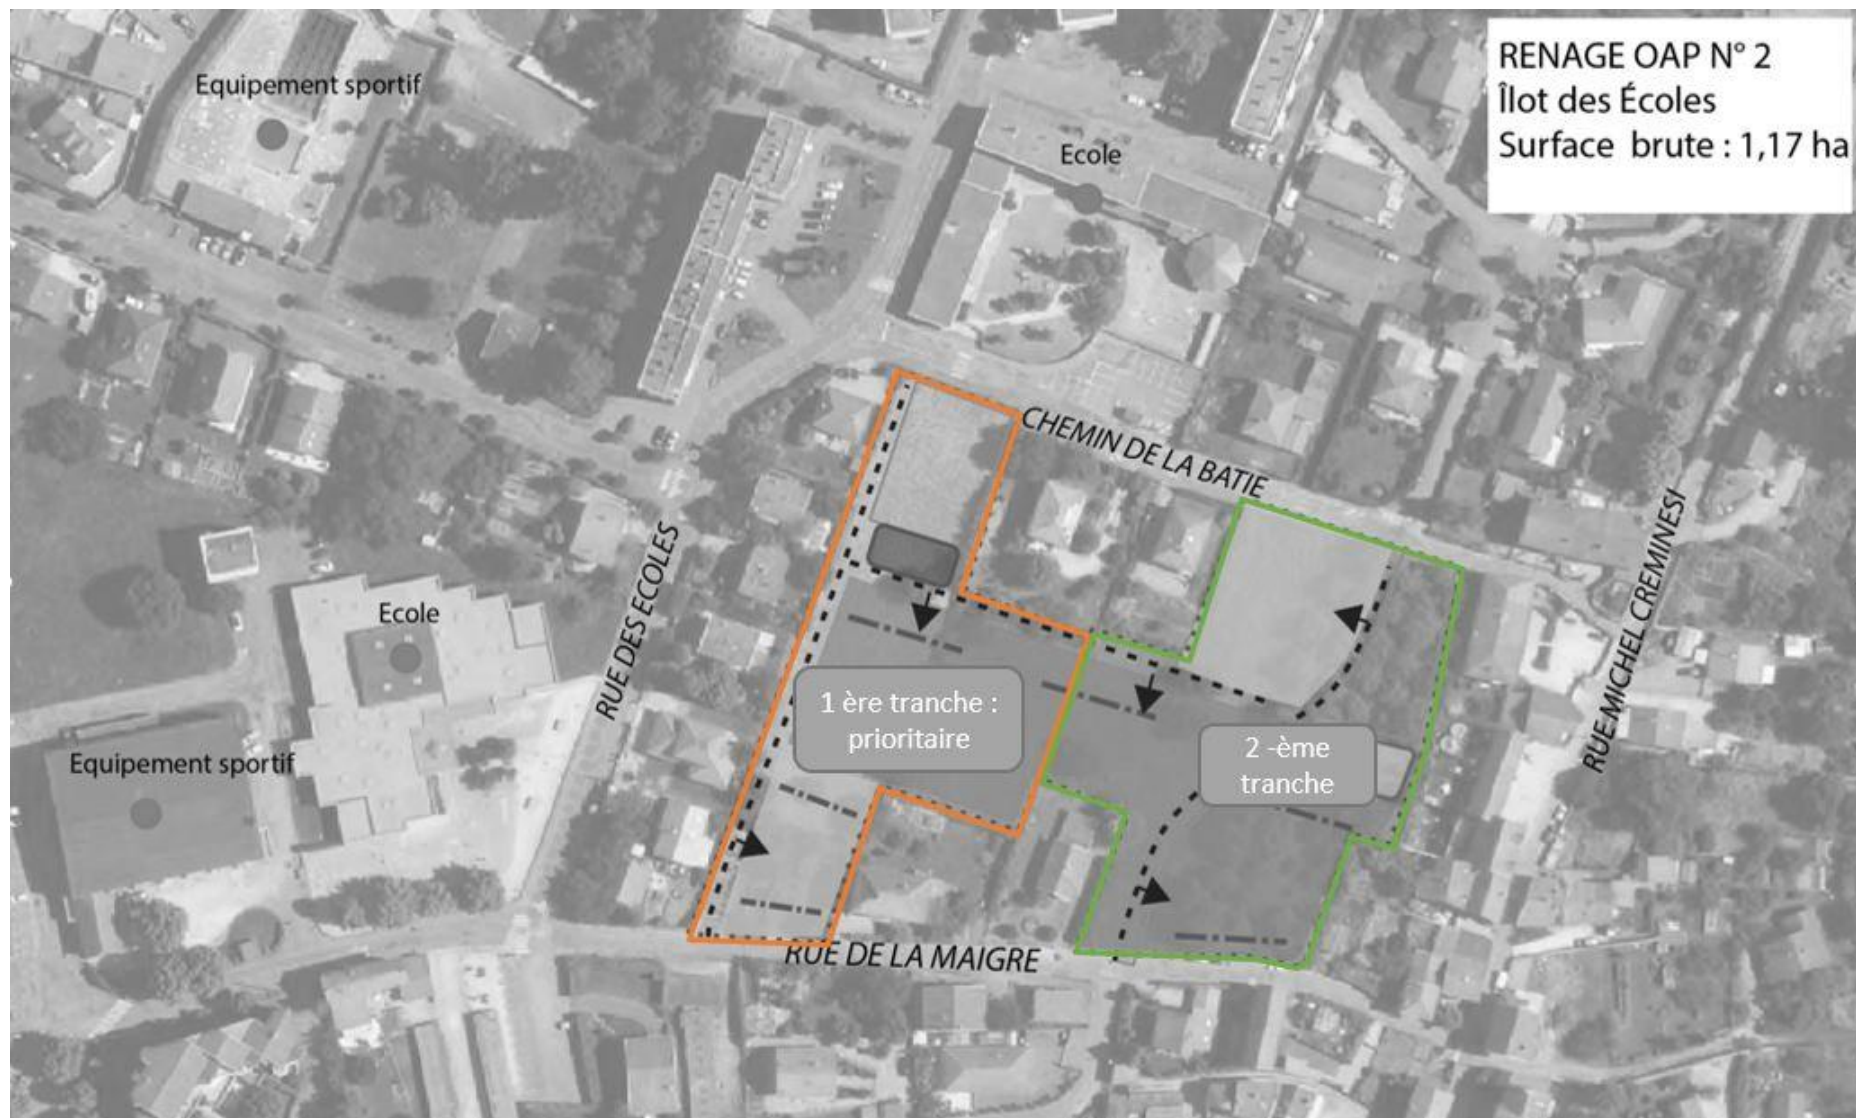 RENAGE OAP N° 2
Îlot des Écoles
Surface brute : 1,17 ha
Equipement sportif
Ecole
CHEMIN DE LA BATIE
RUE DES ECOLES
RUE MICHEL CREMINESI
Ecole
Equipement sportif
1 ère tranche :
prioritaire
2 -ème
tranche
RUE DE LA MAIGRE